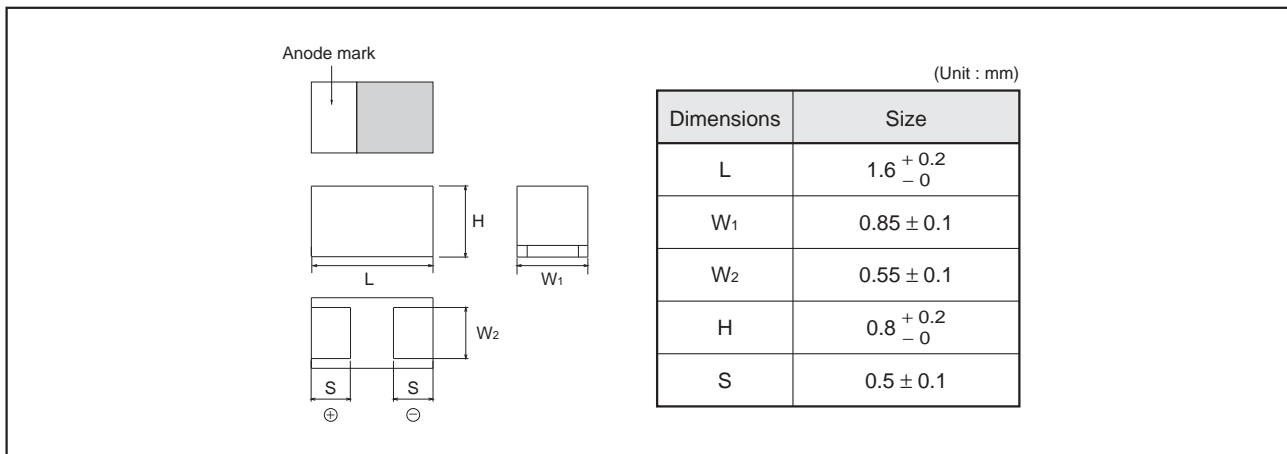 Anode mark
H
L
W1
W2
S S
⊕ ⊖
(Unit : mm)
Dimensions Size
L 1.6 + 0.2 − 0
W1 0.85 ± 0.1
W2 0.55 ± 0.1
H 0.8 + 0.2 − 0
S 0.5 ± 0.1